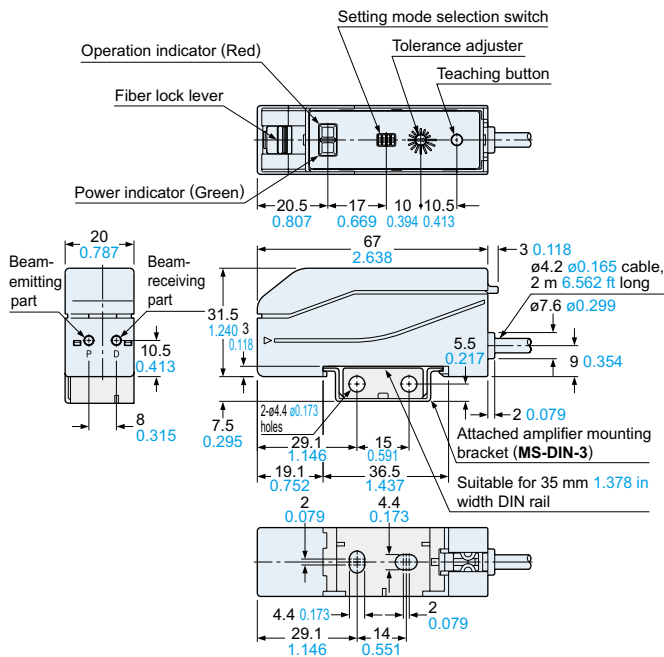 Setting mode selection switch
Operation indicator (Red)
Tolerance adjuster
Teaching button
Fiber lock lever
Power indicator (Green)
20.5
0.807
17
0.669
10
0.394
10.5
0.413
20
0.787
67
2.638
3 0.118
Beam-
emitting
part
Beam-
receiving
part
ø4.2 ø0.165 cable,
2 m 6.562 ft long
ø7.6 ø0.299
31.5
1.240
3
0.118
P D
10.5
0.413
5.5
0.217
9 0.354
8
0.315
7.5
0.295
2-ø4.4 ø0.173
holes
2 0.079
29.1
1.146
15
0.591
Attached amplifier mounting
bracket (MS-DIN-3)
19.1
0.752
36.5
1.437
Suitable for 35 mm 1.378 in
width DIN rail
2
0.079
4.4
0.173
4.4 0.173
2
0.079
29.1
1.146
14
0.551